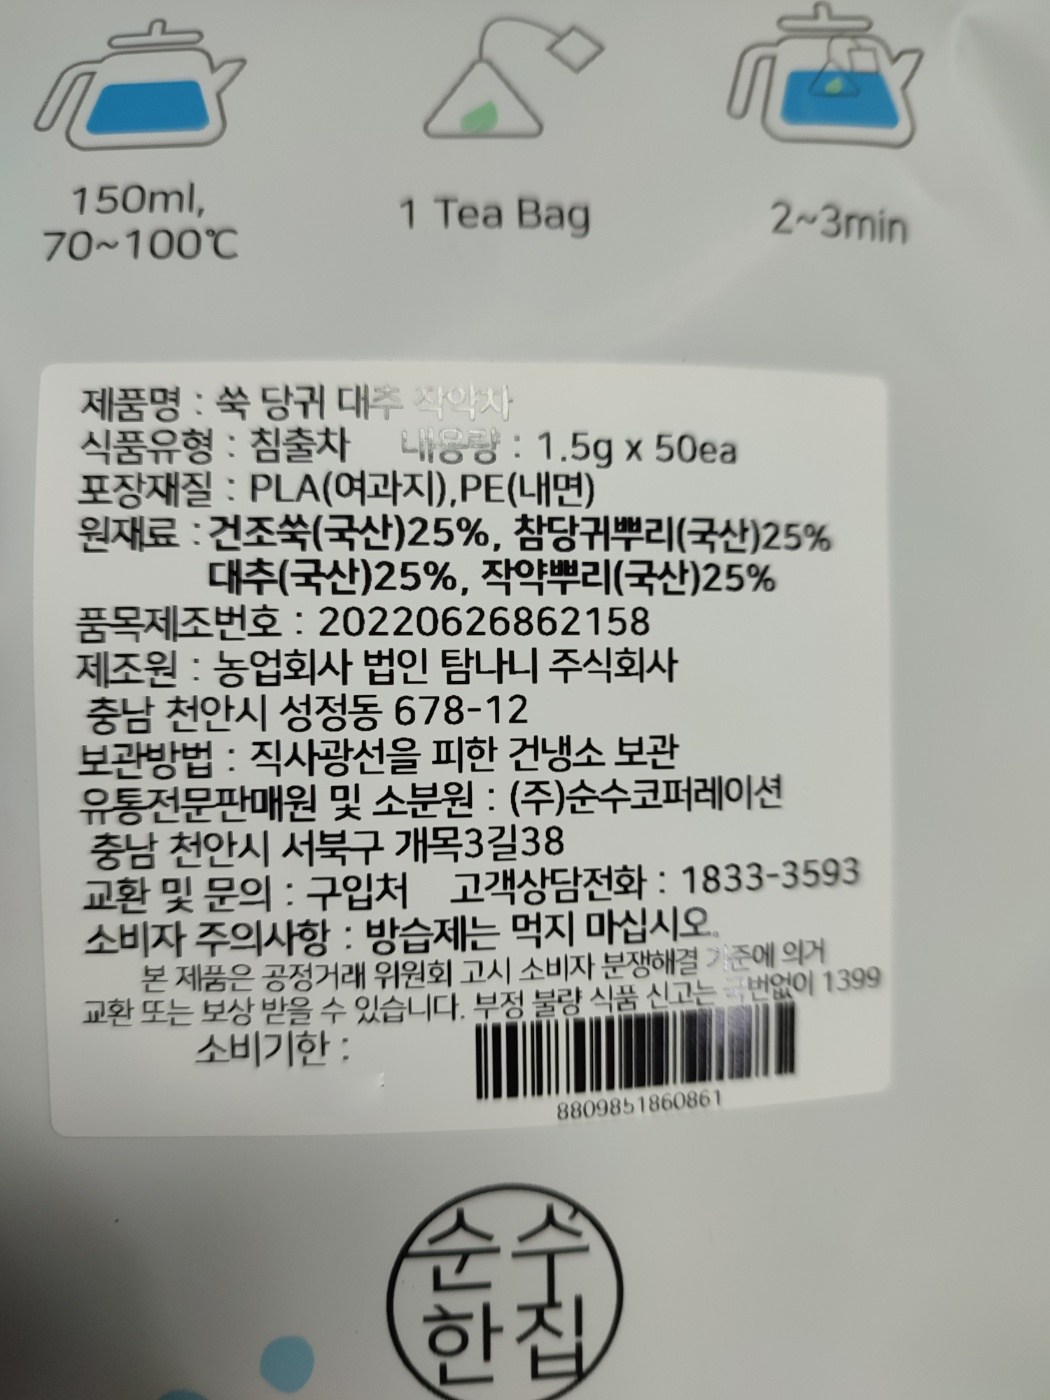 150ml,
70~100℃
1 Tea Bag
2~3min
제품명 : 쑥 당귀 대추 작약차
식품유형 : 침출차 내용량 : 1.5g x 50ea
포장재질 : PLA(여과지),PE(내면)
원재료 : 건조쑥(국산)25%, 참당귀뿌리(국산)25%
대추(국산)25%, 작약뿌리(국산)25%
품목제조번호 : 20220626862158
제조원 : 농업회사 법인 탐나니 주식회사
충남 천안시 성정동 678-12
보관방법 : 직사광선을 피한 건냉소 보관
유통전문판매원 및 소분원 : (주)순수코퍼레이션
충남 천안시 서북구 개목3길38
교환 및 문의 : 구입처 고객상담전화 : 1833-3593
소비자 주의사항 : 방습제는 먹지 마십시오.
본 제품은 공정거래 위원회 고시 소비자 분쟁해결 기준에 의거
교환 또는 보상 받을 수 있습니다. 부정 불량 식품 신고는 국번없이 1399
소비기한 :
8809851860861
순수
한집